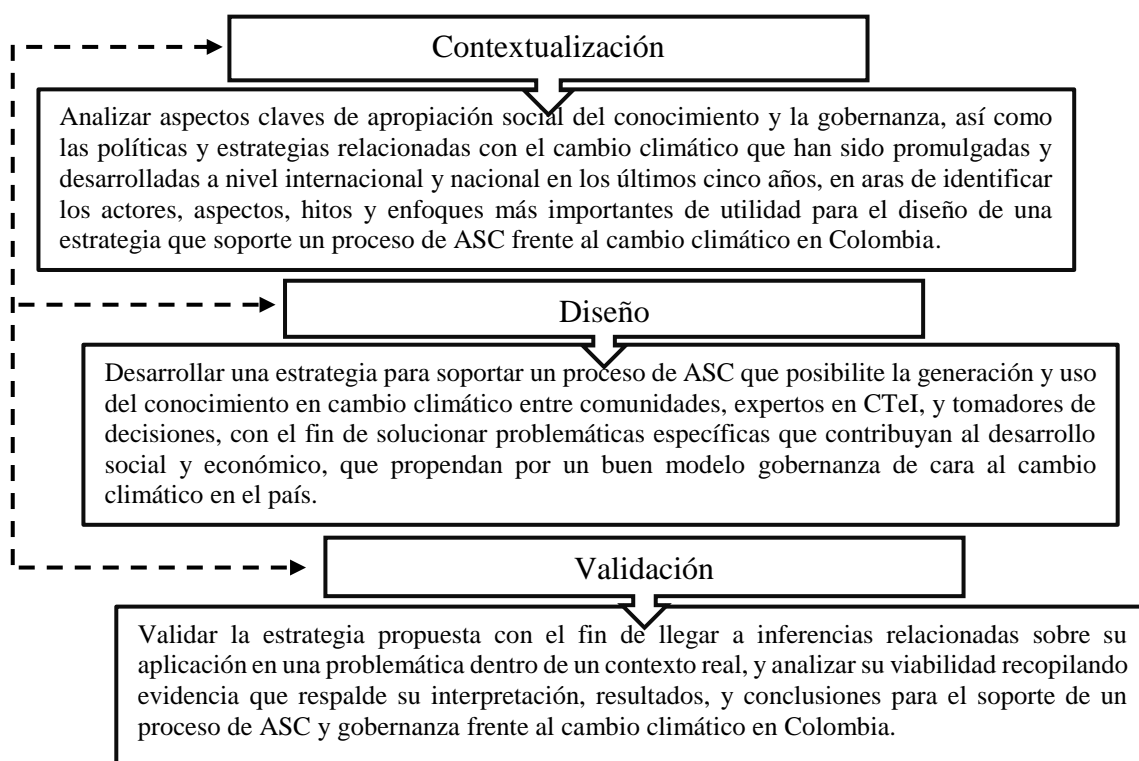 Contextualización
Analizar aspectos claves de apropiación social del conocimiento y la gobernanza, así como
las políticas y estrategias relacionadas con el cambio climático que han sido promulgadas y
desarrolladas a nivel internacional y nacional en los últimos cinco años, en aras de identificar
los actores, aspectos, hitos y enfoques más importantes de utilidad para el diseño de una
estrategia que soporte un proceso de ASC frente al cambio climático en Colombia.
Diseño
Desarrollar una estrategia para soportar un proceso de ASC que posibilite la generación y uso
del conocimiento en cambio climático entre comunidades, expertos en CTeI, y tomadores de
decisiones, con el fin de solucionar problemáticas específicas que contribuyan al desarrollo
social y económico, que propendan por un buen modelo gobernanza de cara al cambio
climático en el país.
Validación
Validar la estrategia propuesta con el fin de llegar a inferencias relacionadas sobre su
aplicación en una problemática dentro de un contexto real, y analizar su viabilidad recopilando
evidencia que respalde su interpretación, resultados, y conclusiones para el soporte de un
proceso de ASC y gobernanza frente al cambio climático en Colombia.